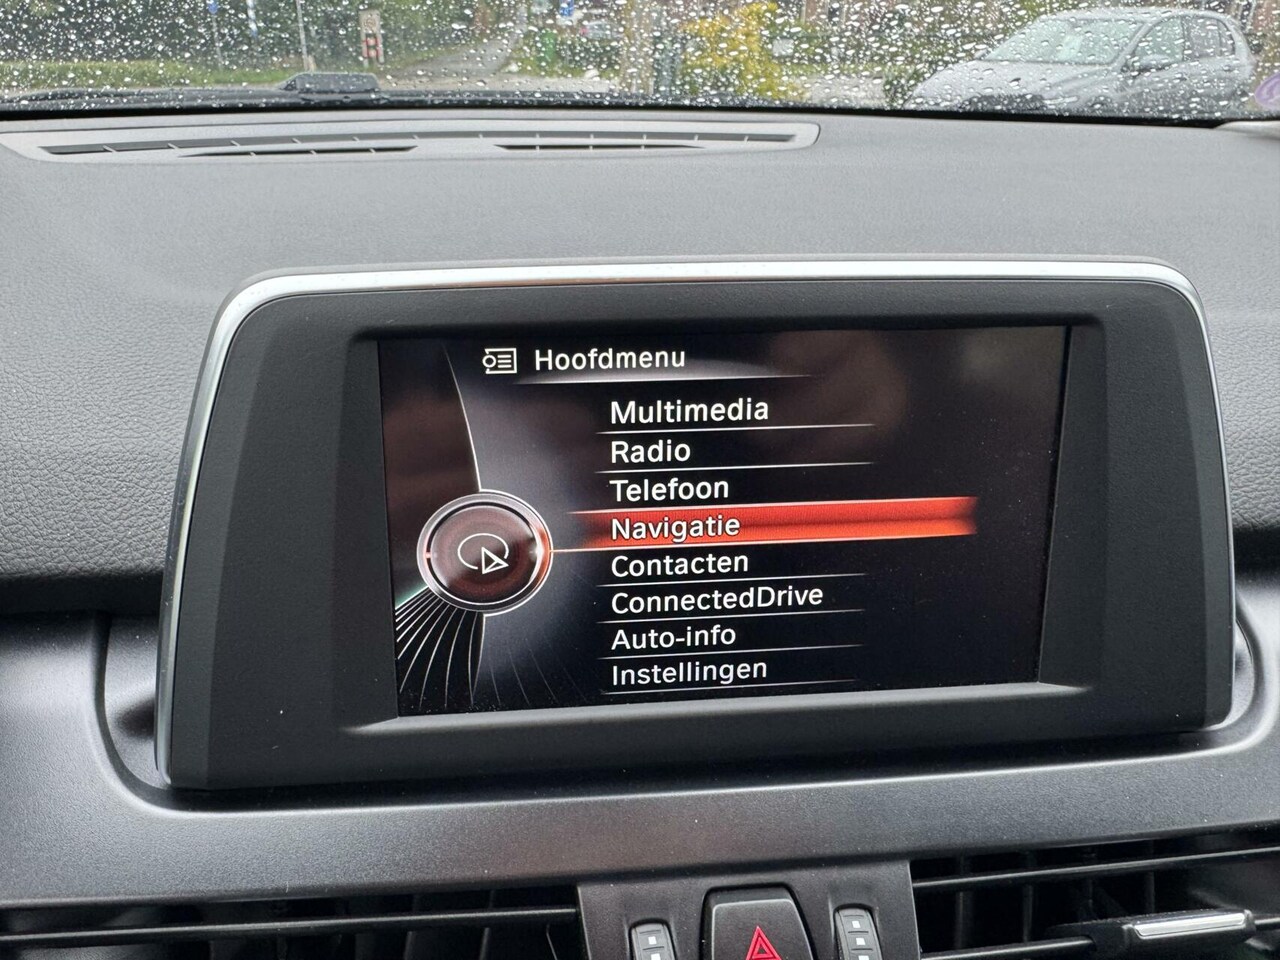 Hoofdmenu
Multimedia
Radio
Telefoon
Navigatie
Contacten
ConnectedDrive
Auto-info
Instellingen